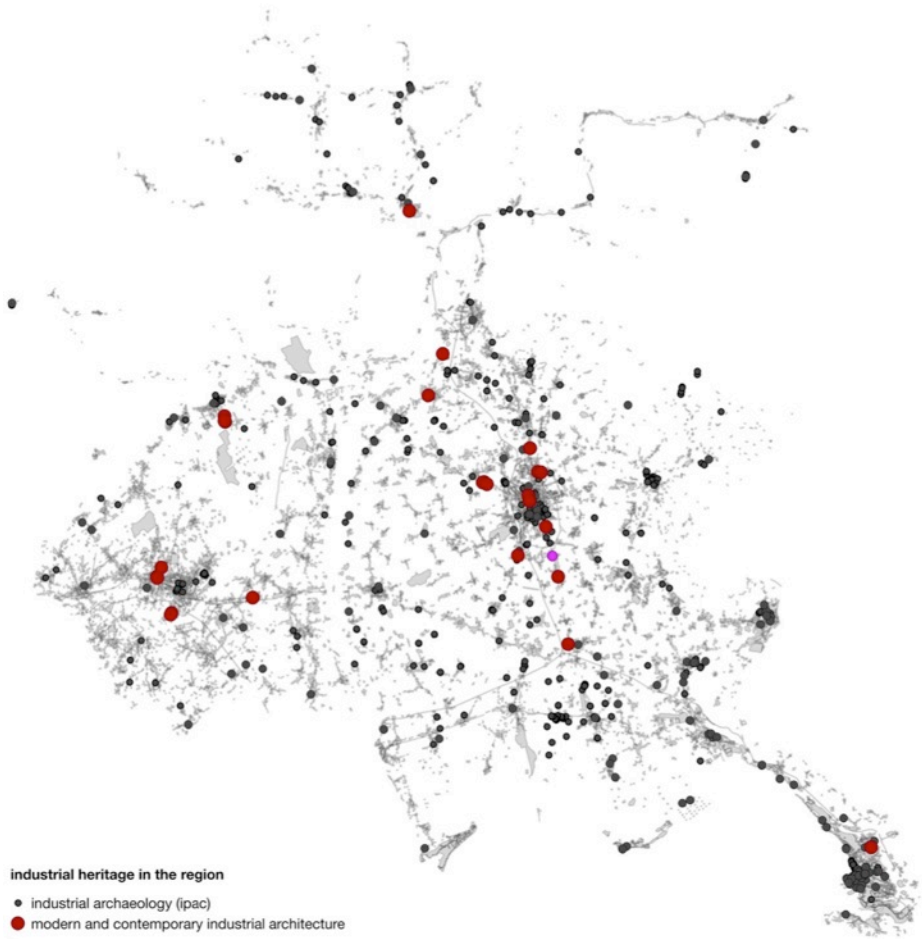 industrial heritage in the region
industrial archaeology (ipac)
modern and contemporary industrial architecture